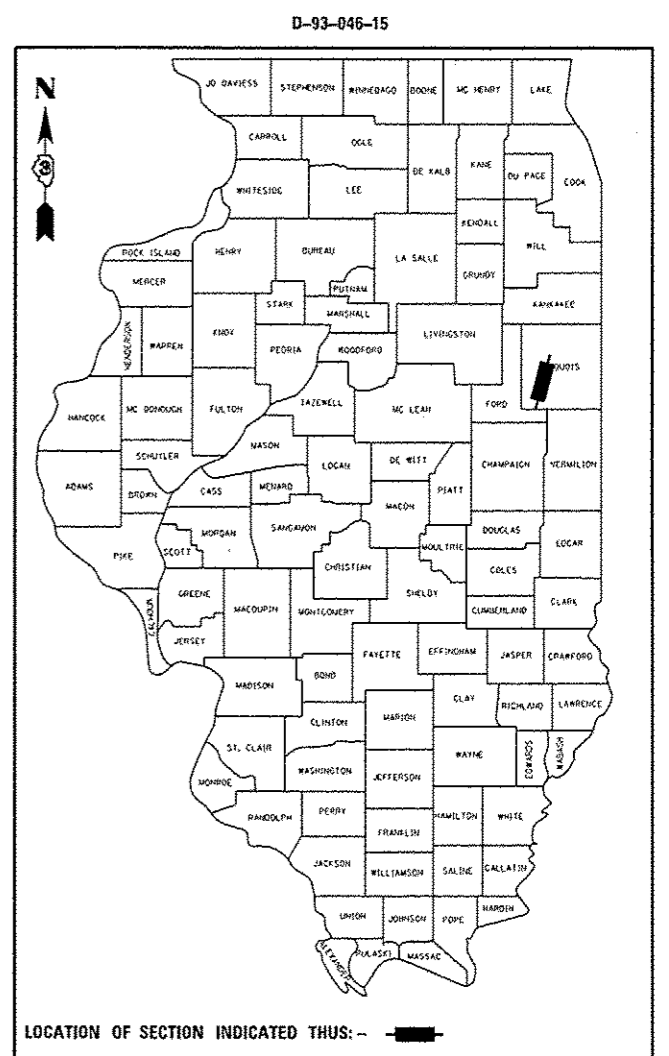 D-93-046-15
JO DAVIESS STEPHENSON WINNEBAGO BOONE MC HENRY LAKE
N
CARROLL OGLE
DE KALB KANE DU PAGE COOK
3
WHITESIDE LEE
KENDALL
WILL
ROCK ISLAND HENRY BUREAU LA SALLE
GRUNDY
MERCER PUTNAM
KANKAKEE
STARK MARSHALL
HENDERSON WARREN KNOX LIVINGSTON
PEORIA WOODFORD
QUOIS
FORD
HANCOCK MC DONOUGH FULTON TAZEWELL MC LEAN
MASON
SCHUYLER DE WITT CHAMPAIGN VERMILION
LOGAN
ADAMS BROWN CASS MENARD PIATT
MACON
MORGAN SANGAMON DOUGLAS
PIKE SCOTT MOULTRIE EDGAR
CHRISTIAN COLES
GREENE SHELBY
CALHOUN MACOUPIN MONTGOMERY CUMBERLAND CLARK
JERSEY
FAYETTE EFFINGHAM JASPER CRAWFORD
BOND
MADISON
CLAY
MARION RICHLAND LAWRENCE
CLINTON
ST. CLAIR WAYNE EDWARDS WABASH
WASHINGTON JEFFERSON
MONROE
RANDOLPH PERRY HAMILTON WHITE
FRANKLIN
JACKSON
WILLIAMSON SALINE GALLATIN
HARDIN
UNION JOHNSON POPE
ALEXANDER PULASKI MASSAC
LOCATION OF SECTION INDICATED THUS: -